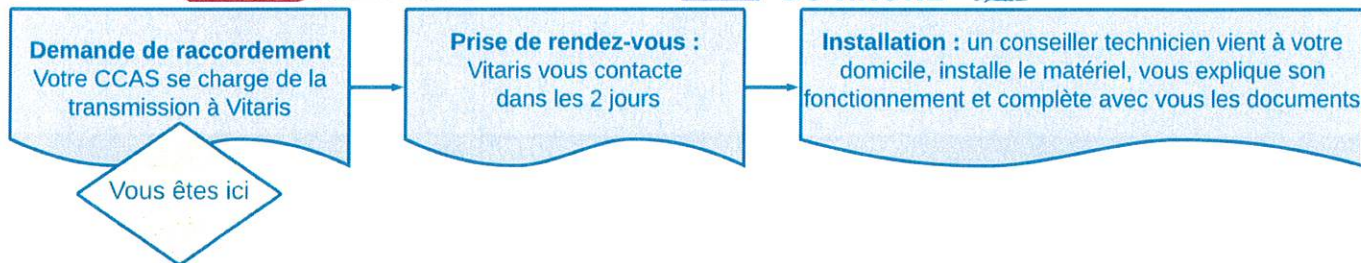 Demande de raccordement
Votre CCAS se charge de la
transmission à Vitaris
Vous êtes ici
Prise de rendez-vous :
Vitaris vous contacte
dans les 2 jours
Installation : un conseiller technicien vient à votre
domicile, installe le matériel, vous explique son
fonctionnement et complète avec vous les documents